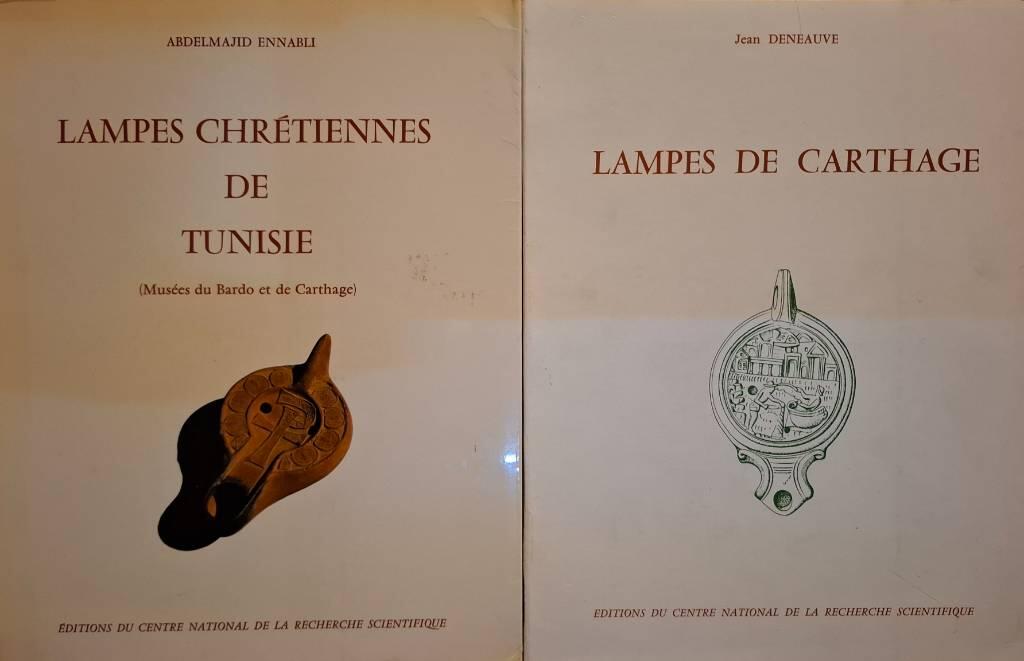 ABDELMAJID ENNABLI
LAMPES CHRÉTIENNES
DE
TUNISIE
(Musées du Bardo et de Carthage)
ÉDITIONS DU CENTRE NATIONAL DE LA RECHERCHE SCIENTIFIQUE
Jean DENEAUVE
LAMPES DE CARTHAGE
EDITIONS DU CENTRE NATIONAL DE LA RECHERCHE SCIENTIFIQUE